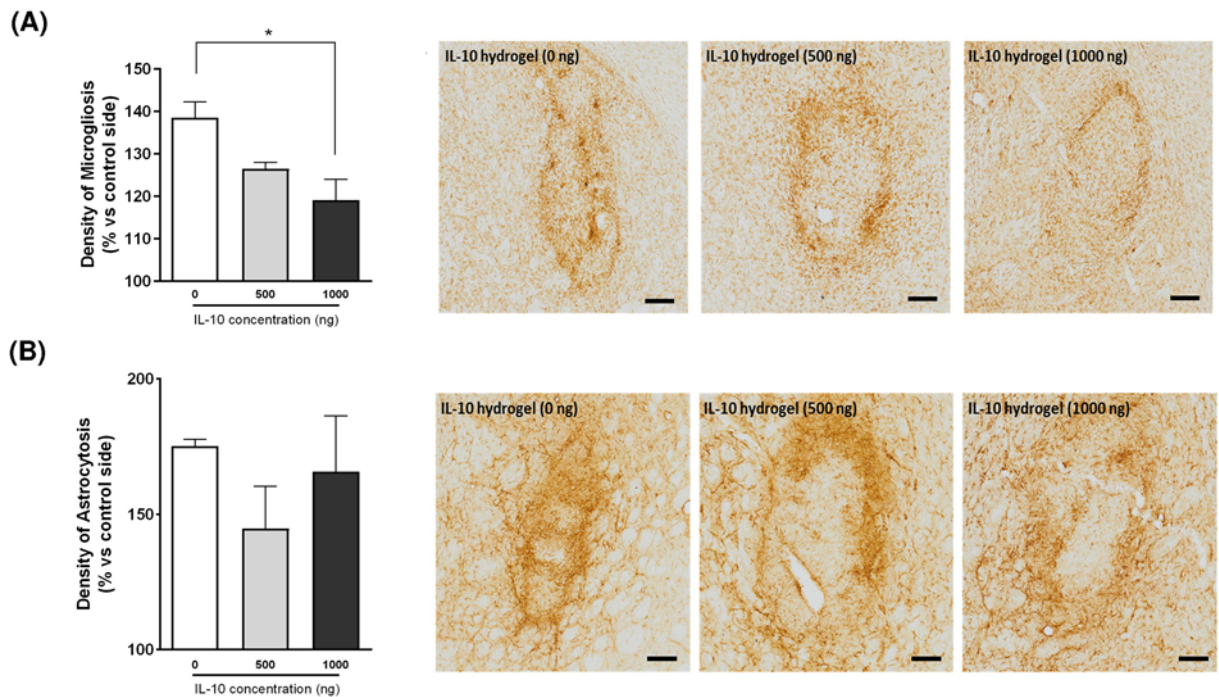 (A)
*
150
140
130
120
110
100
Density of Microgliosis
(% vs control side)
0 500 1000
IL-10 concentration (ng)
IL-10 hydrogel (0 ng)
IL-10 hydrogel (500 ng)
IL-10 hydrogel (1000 ng)
(B)
200
150
100
Density of Astrocytosis
(% vs control side)
0 500 1000
IL-10 concentration (ng)
IL-10 hydrogel (0 ng)
IL-10 hydrogel (500 ng)
IL-10 hydrogel (1000 ng)